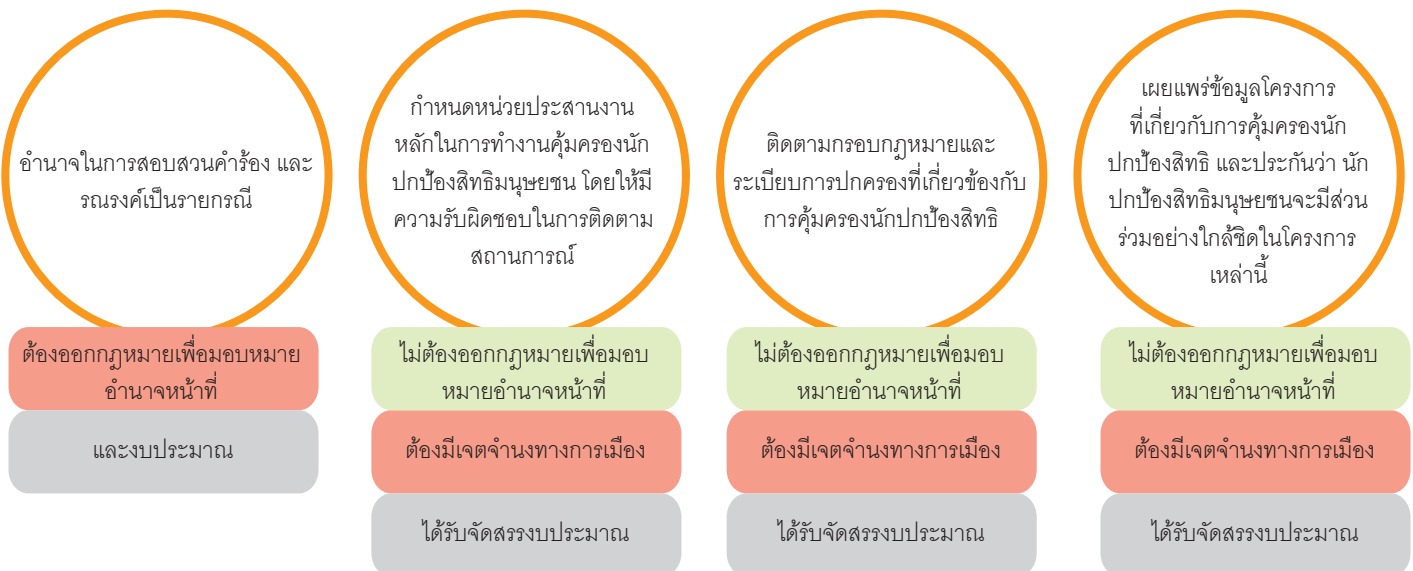 อำนาจในการสอบสวนคำร้อง และ
รณรงค์เป็นรายกรณี
ต้องออกกฎหมายเพื่อมอบหมาย
อำนาจหน้าที่
และงบประมาณ
กำหนดหน่วยประสานงาน
หลักในการทำงานคุ้มครองนัก
ปกป้องสิทธิมนุษยชน โดยให้มี
ความรับผิดชอบในการติดตาม
สถานการณ์
ไม่ต้องออกกฎหมายเพื่อมอบ
หมายอำนาจหน้าที่
ต้องมีเจตจำนงทางการเมือง
ได้รับจัดสรรงบประมาณ
ติดตามกรอบกฎหมายและ
ระเบียบการปกครองที่เกี่ยวข้องกับ
การคุ้มครองนักปกป้องสิทธิ
ไม่ต้องออกกฎหมายเพื่อมอบ
หมายอำนาจหน้าที่
ต้องมีเจตจำนงทางการเมือง
ได้รับจัดสรรงบประมาณ
เผยแพร่ข้อมูลโครงการ
ที่เกี่ยวกับการคุ้มครองนัก
ปกป้องสิทธิ และประกันว่า นัก
ปกป้องสิทธิมนุษยชนจะมีส่วน
ร่วมอย่างใกล้ชิดในโครงการ
เหล่านี้
ไม่ต้องออกกฎหมายเพื่อมอบ
หมายอำนาจหน้าที่
ต้องมีเจตจำนงทางการเมือง
ได้รับจัดสรรงบประมาณ